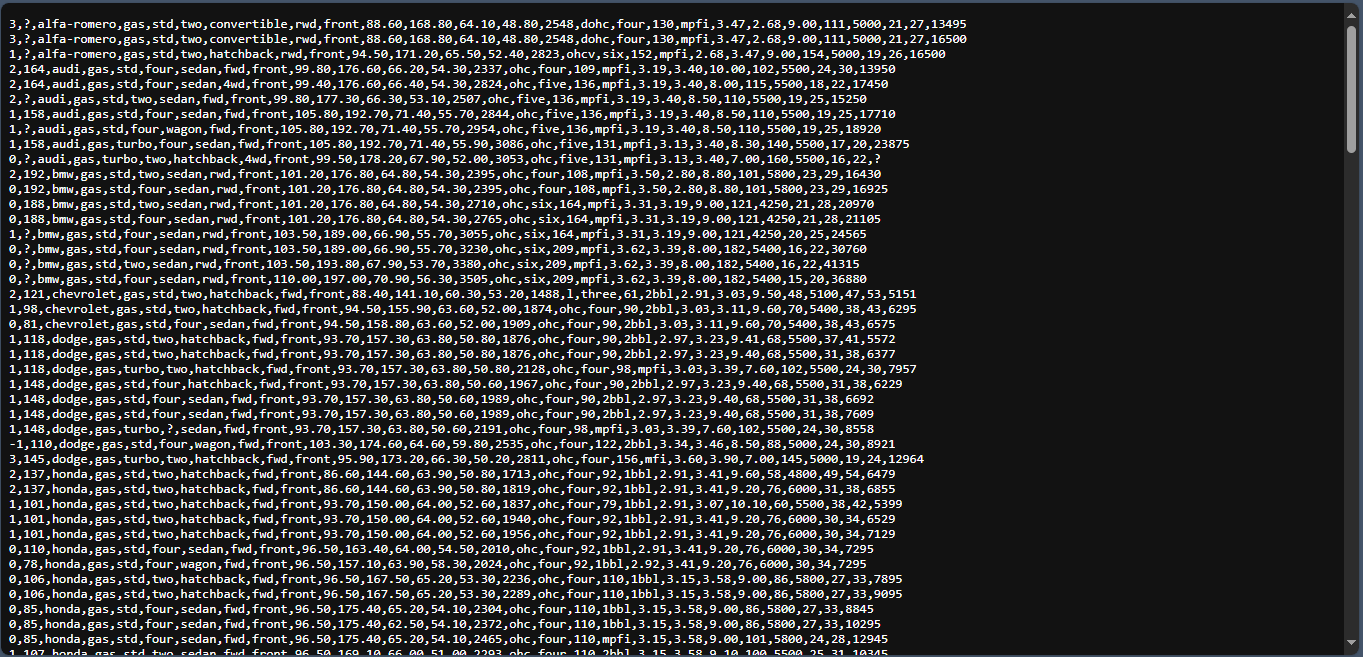 3,?,alfa-romero,gas,std,two,convertible,rwd,front,88.60,168.80,64.10,48.80,2548,dohc,four,130,mpfi,3.47,2.68,9.00,111,5000,21,27,13495
3,?,alfa-romero,gas,std,two,convertible,rwd,front,88.60,168.80,64.10,48.80,2548,dohc,four,130,mpfi,3.47,2.68,9.00,111,5000,21,27,16500
1,?,alfa-romero,gas,std,two,hatchback,rwd,front,94.50,171.20,65.50,52.40,2823,ohcv,six,152,mpfi,2.68,3.47,9.00,154,5000,19,26,16500
2,164,audi,gas,std,four,sedan,fwd,front,99.80,176.60,66.20,54.30,2337,ohc,four,109,mpfi,3.19,3.40,10.00,102,5500,24,30,13950
2,164,audi,gas,std,four,sedan,4wd,front,99.40,176.60,66.40,54.30,2824,ohc,five,136,mpfi,3.19,3.40,8.00,115,5500,18,22,17450
2,?,audi,gas,std,two,sedan,fwd,front,99.80,177.30,66.30,53.10,2507,ohc,five,136,mpfi,3.19,3.40,8.50,110,5500,19,25,15250
1,158,audi,gas,std,four,sedan,fwd,front,105.80,192.70,71.40,55.70,2844,ohc,five,136,mpfi,3.19,3.40,8.50,110,5500,19,25,17710
1,?,audi,gas,std,four,wagon,fwd,front,105.80,192.70,71.40,55.70,2954,ohc,five,136,mpfi,3.19,3.40,8.50,110,5500,19,25,18920
1,158,audi,gas,turbo,four,sedan,fwd,front,105.80,192.70,71.40,55.90,3086,ohc,five,131,mpfi,3.13,3.40,8.30,140,5500,17,20,23875
0,?,audi,gas,turbo,two,hatchback,4wd,front,99.50,178.20,67.90,52.00,3053,ohc,five,131,mpfi,3.13,3.40,7.00,160,5500,16,22,?
2,192,bmw,gas,std,two,sedan,rwd,front,101.20,176.80,64.80,54.30,2395,ohc,four,108,mpfi,3.50,2.80,8.80,101,5800,23,29,16430
0,192,bmw,gas,std,four,sedan,rwd,front,101.20,176.80,64.80,54.30,2395,ohc,four,108,mpfi,3.50,2.80,8.80,101,5800,23,29,16925
0,188,bmw,gas,std,two,sedan,rwd,front,101.20,176.80,64.80,54.30,2710,ohc,six,164,mpfi,3.31,3.19,9.00,121,4250,21,28,20970
0,188,bmw,gas,std,four,sedan,rwd,front,101.20,176.80,64.80,54.30,2765,ohc,six,164,mpfi,3.31,3.19,9.00,121,4250,21,28,21105
1,?,bmw,gas,std,four,sedan,rwd,front,103.50,189.00,66.90,55.70,3055,ohc,six,164,mpfi,3.31,3.19,9.00,121,4250,20,25,24565
0,?,bmw,gas,std,four,sedan,rwd,front,103.50,189.00,66.90,55.70,3230,ohc,six,209,mpfi,3.62,3.39,8.00,182,5400,16,22,30760
0,?,bmw,gas,std,two,sedan,rwd,front,103.50,193.80,67.90,53.70,3380,ohc,six,209,mpfi,3.62,3.39,8.00,182,5400,16,22,41315
0,?,bmw,gas,std,four,sedan,rwd,front,110.00,197.00,70.90,56.30,3505,ohc,six,209,mpfi,3.62,3.39,8.00,182,5400,15,20,36880
2,121,chevrolet,gas,std,two,hatchback,fwd,front,88.40,141.10,60.30,53.20,1488,l,three,61,2bbl,2.91,3.03,9.50,48,5100,47,53,5151
1,98,chevrolet,gas,std,two,hatchback,fwd,front,94.50,155.90,63.60,52.00,1874,ohc,four,90,2bbl,3.03,3.11,9.60,70,5400,38,43,6295
0,81,chevrolet,gas,std,four,sedan,fwd,front,94.50,158.80,63.60,52.00,1909,ohc,four,90,2bbl,3.03,3.11,9.60,70,5400,38,43,6575
1,118,dodge,gas,std,two,hatchback,fwd,front,93.70,157.30,63.80,50.80,1876,ohc,four,90,2bbl,2.97,3.23,9.41,68,5500,37,41,5572
1,118,dodge,gas,std,two,hatchback,fwd,front,93.70,157.30,63.80,50.80,1876,ohc,four,90,2bbl,2.97,3.23,9.40,68,5500,31,38,6377
1,118,dodge,gas,turbo,two,hatchback,fwd,front,93.70,157.30,63.80,50.80,2128,ohc,four,98,mpfi,3.03,3.39,7.60,102,5500,24,30,7957
1,148,dodge,gas,std,four,hatchback,fwd,front,93.70,157.30,63.80,50.60,1967,ohc,four,90,2bbl,2.97,3.23,9.40,68,5500,31,38,6229
1,148,dodge,gas,std,four,sedan,fwd,front,93.70,157.30,63.80,50.60,1989,ohc,four,90,2bbl,2.97,3.23,9.40,68,5500,31,38,6692
1,148,dodge,gas,std,four,sedan,fwd,front,93.70,157.30,63.80,50.60,1989,ohc,four,90,2bbl,2.97,3.23,9.40,68,5500,31,38,7609
1,148,dodge,gas,turbo,?,sedan,fwd,front,93.70,157.30,63.80,50.60,2191,ohc,four,98,mpfi,3.03,3.39,7.60,102,5500,24,30,8558
-1,110,dodge,gas,std,four,wagon,fwd,front,103.30,174.60,64.60,59.80,2535,ohc,four,122,2bbl,3.34,3.46,8.50,88,5000,24,30,8921
3,145,dodge,gas,turbo,two,hatchback,fwd,front,95.90,173.20,66.30,50.20,2811,ohc,four,156,mfi,3.60,3.90,7.00,145,5000,19,24,12964
2,137,honda,gas,std,two,hatchback,fwd,front,86.60,144.60,63.90,50.80,1713,ohc,four,92,1bbl,2.91,3.41,9.60,58,4800,49,54,6479
2,137,honda,gas,std,two,hatchback,fwd,front,86.60,144.60,63.90,50.80,1819,ohc,four,92,1bbl,2.91,3.41,9.20,76,6000,31,38,6855
1,101,honda,gas,std,two,hatchback,fwd,front,93.70,150.00,64.00,52.60,1837,ohc,four,79,1bbl,2.91,3.07,10.10,60,5500,38,42,5399
1,101,honda,gas,std,two,hatchback,fwd,front,93.70,150.00,64.00,52.60,1940,ohc,four,92,1bbl,2.91,3.41,9.20,76,6000,30,34,6529
1,101,honda,gas,std,two,hatchback,fwd,front,93.70,150.00,64.00,52.60,1956,ohc,four,92,1bbl,2.91,3.41,9.20,76,6000,30,34,7129
0,110,honda,gas,std,four,sedan,fwd,front,96.50,163.40,64.00,54.50,2010,ohc,four,92,1bbl,2.91,3.41,9.20,76,6000,30,34,7295
0,78,honda,gas,std,four,wagon,fwd,front,96.50,157.10,63.90,58.30,2024,ohc,four,92,1bbl,2.92,3.41,9.20,76,6000,30,34,7295
0,106,honda,gas,std,two,hatchback,fwd,front,96.50,167.50,65.20,53.30,2236,ohc,four,110,1bbl,3.15,3.58,9.00,86,5800,27,33,7895
0,106,honda,gas,std,two,hatchback,fwd,front,96.50,167.50,65.20,53.30,2289,ohc,four,110,1bbl,3.15,3.58,9.00,86,5800,27,33,9095
0,85,honda,gas,std,four,sedan,fwd,front,96.50,175.40,65.20,54.10,2304,ohc,four,110,1bbl,3.15,3.58,9.00,86,5800,27,33,8845
0,85,honda,gas,std,four,sedan,fwd,front,96.50,175.40,62.50,54.10,2372,ohc,four,110,1bbl,3.15,3.58,9.00,86,5800,27,33,10295
0,85,honda,gas,std,four,sedan,fwd,front,96.50,175.40,65.20,54.10,2465,ohc,four,110,mpfi,3.15,3.58,9.00,101,5800,24,28,12945
1,107,honda,gas,std,two,sedan,fwd,front,96.50,169.10,66.00,51.00,2293,ohc,four,110,2bbl,3.15,3.58,9.10,100,5500,25,31,10345